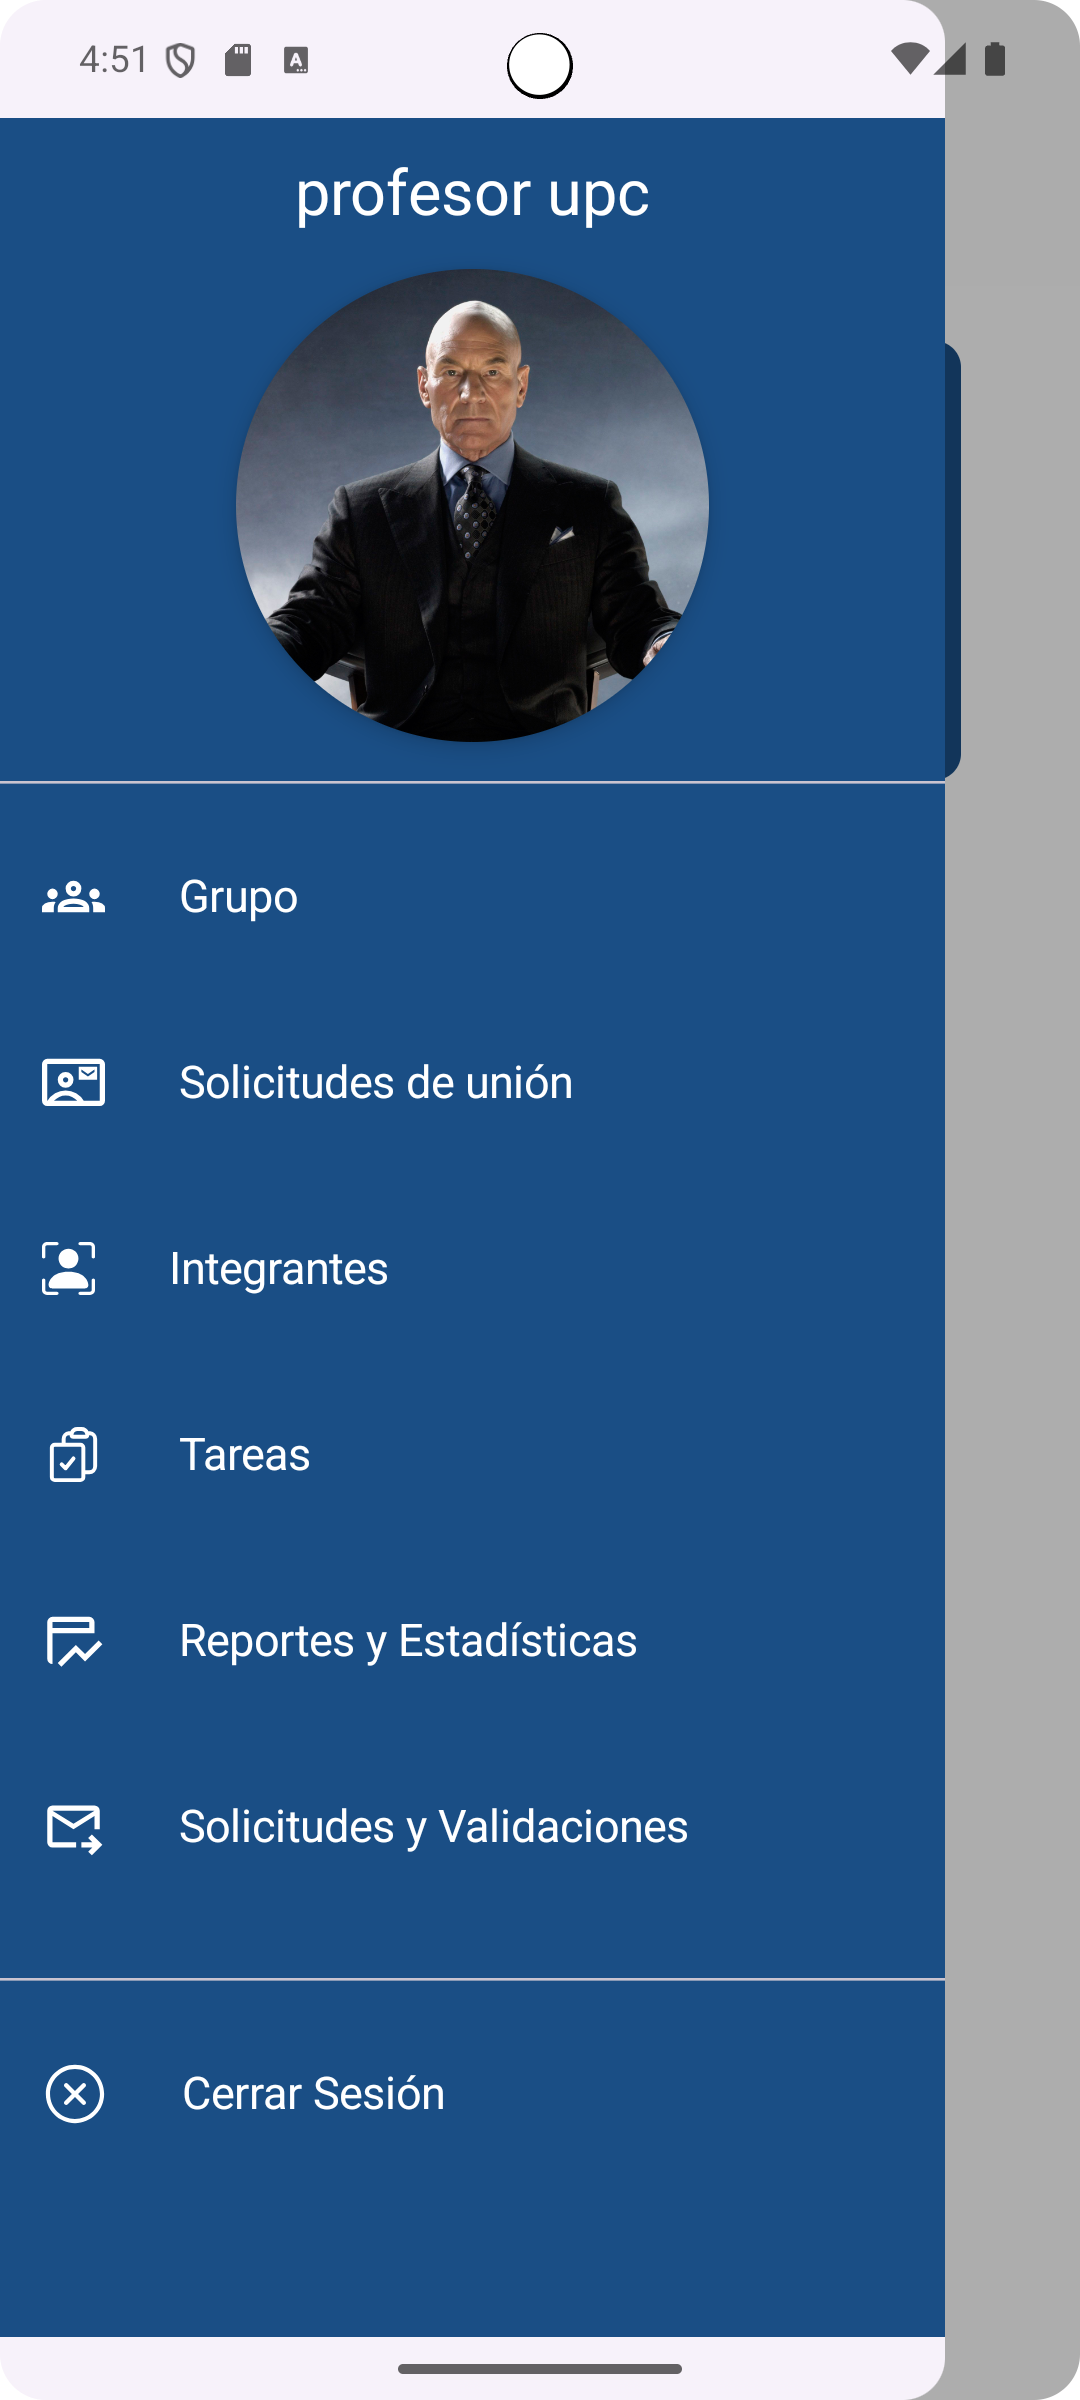 4:51
profesor upc
Grupo
Solicitudes de unión
Integrantes
Tareas
Reportes y Estadísticas
Solicitudes y Validaciones
Cerrar Sesión